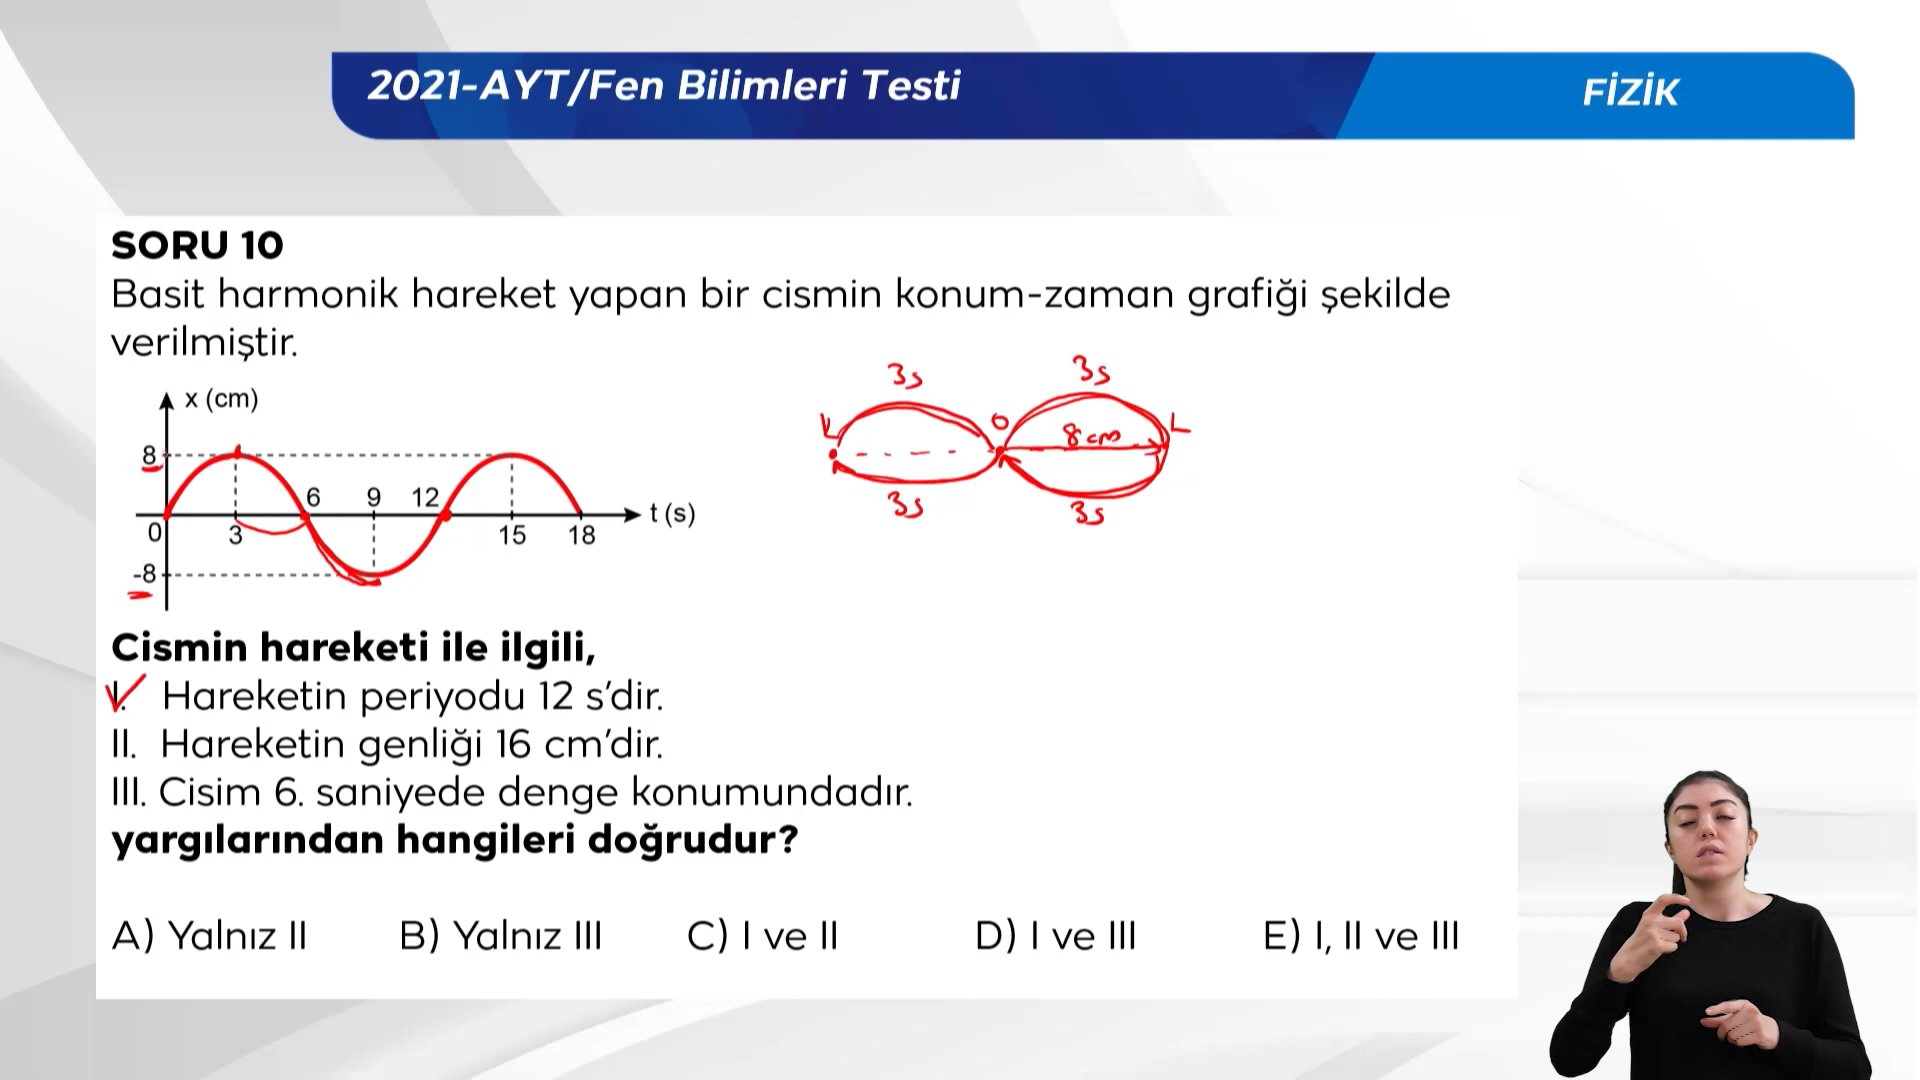 2021-AYT/Fen Bilimleri Testi
FİZİK
SORU 10
Basit harmonik hareket yapan bir cismin konum-zaman grafiği şekilde
verilmiştir.
x (cm)
8
6 9 12
t (s)
0 3 15 18
-8
3s 3s
K O L
8cm
3s 3s
Cismin hareketi ile ilgili,
I. Hareketin periyodu 12 s’dir.
II. Hareketin genliği 16 cm’dir.
III. Cisim 6. saniyede denge konumundadır.
yargılarından hangileri doğrudur?
A) Yalnız II B) Yalnız III C) I ve II D) I ve III E) I, II ve III